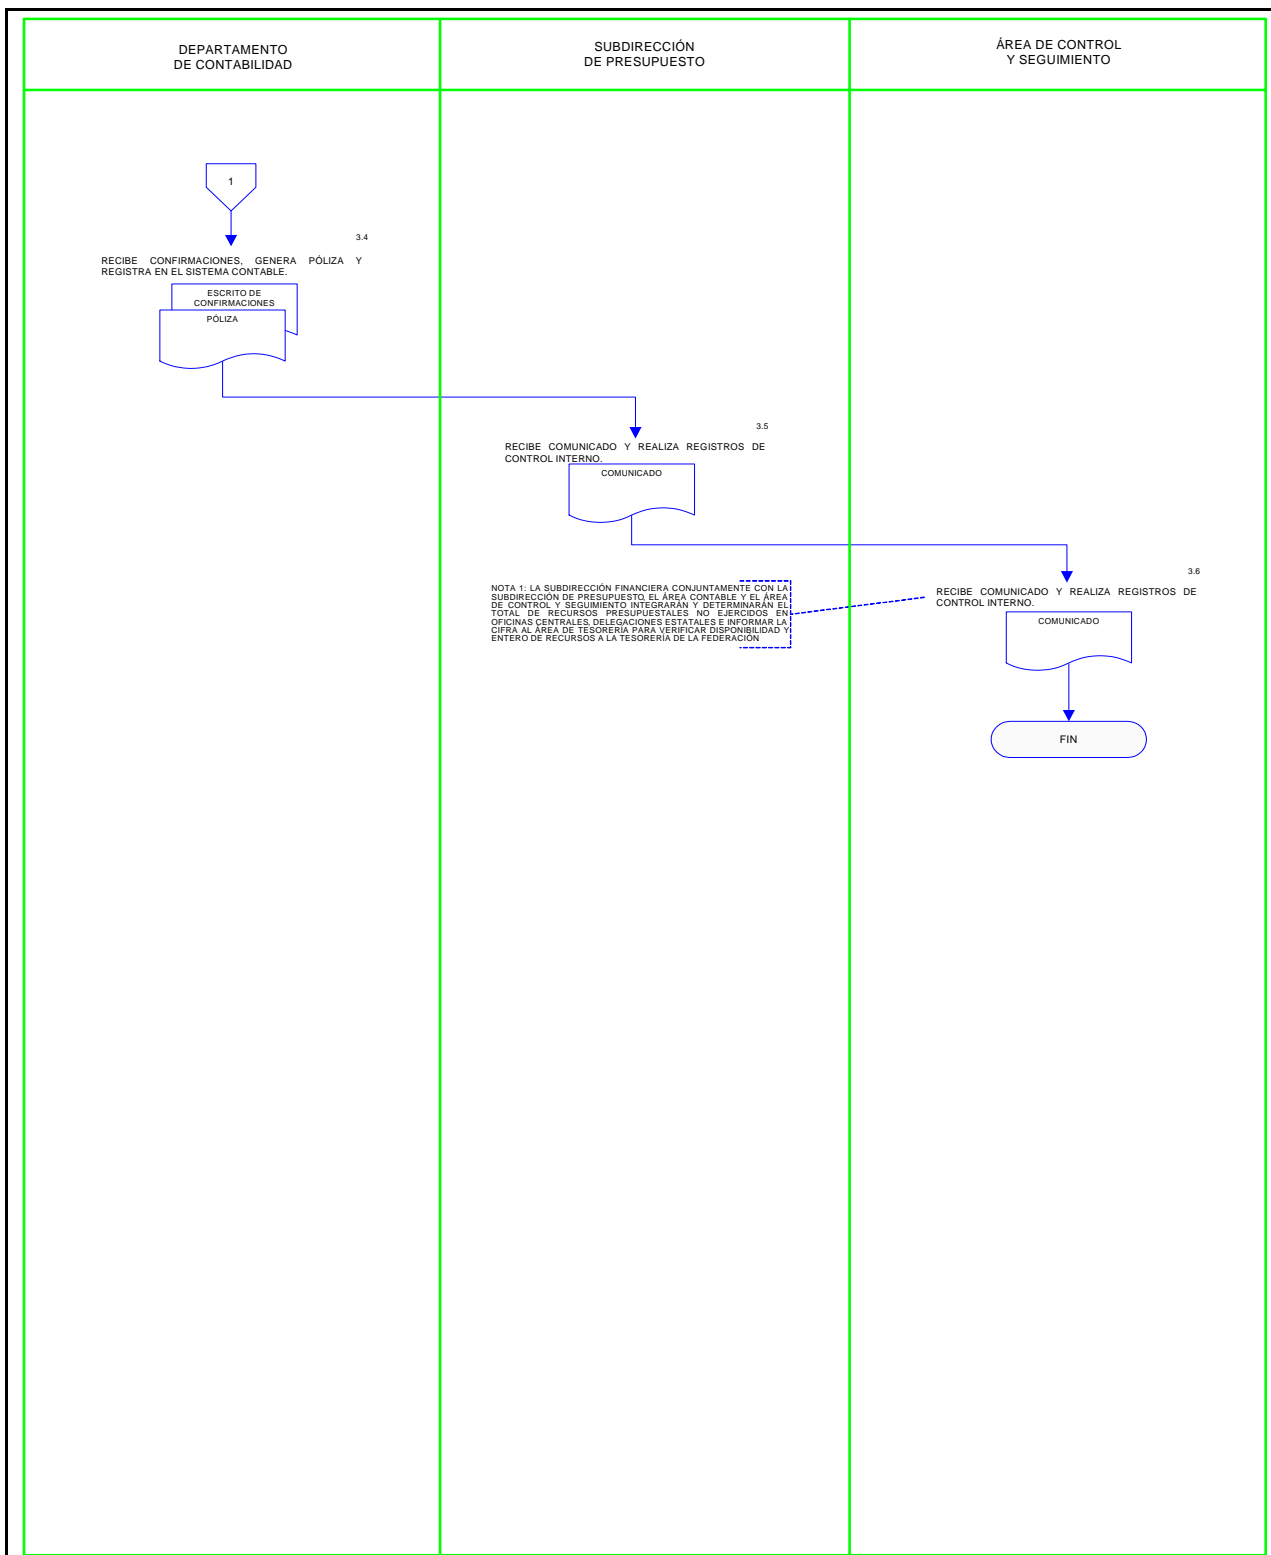 DEPARTAMENTO
DE CONTABILIDAD
SUBDIRECCIÓN
DE PRESUPUESTO
ÁREA DE CONTROL
Y SEGUIMIENTO
1
3.4
RECIBE CONFIRMACIONES, GENERA PÓLIZA Y
REGISTRA EN EL SISTEMA CONTABLE.
ESCRITO DE
CONFIRMACIONES
PÓLIZA
3.5
RECIBE COMUNICADO Y REALIZA REGISTROS DE
CONTROL INTERNO.
COMUNICADO
NOTA 1: LA SUBDIRECCIÓN FINANCIERA CONJUNTAMENTE CON LA
SUBDIRECCIÓN DE PRESUPUESTO, EL ÁREA CONTABLE Y EL ÁREA
DE CONTROL Y SEGUIMIENTO INTEGRARÁN Y DETERMINARÁN EL
TOTAL DE RECURSOS PRESUPUESTALES NO EJERCIDOS EN
OFICINAS CENTRALES, DELEGACIONES ESTATALES E INFORMAR LA
CIFRA AL ÁREA DE TESORERÍA PARA VERIFICAR DISPONIBILIDAD Y
ENTERO DE RECURSOS A LA TESORERÍA DE LA FEDERACIÓN
3.6
RECIBE COMUNICADO Y REALIZA REGISTROS DE
CONTROL INTERNO.
COMUNICADO
FIN